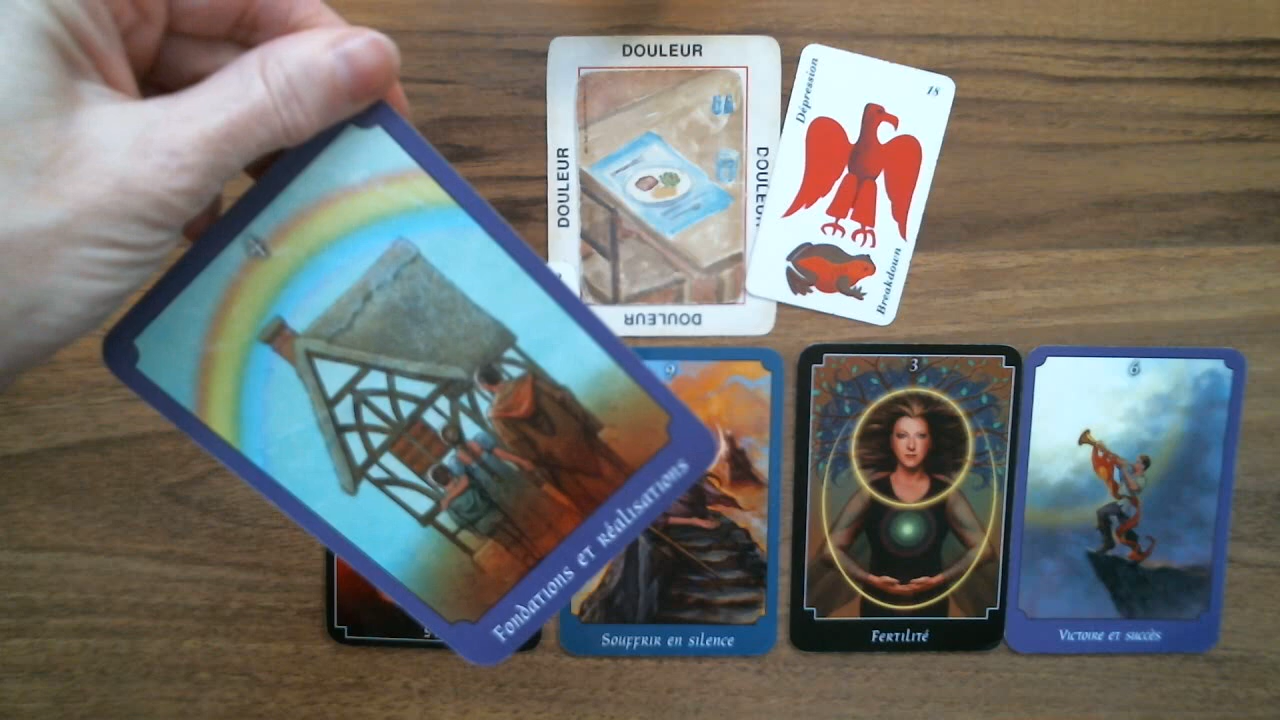 DOULEUR
DOULEUR
DOULEUR
DOULEUR
Dépression
18
Breakdown
Fondations et réalisations
9
Souffrir en silence
3
Fertilité
6
Victoire et succès